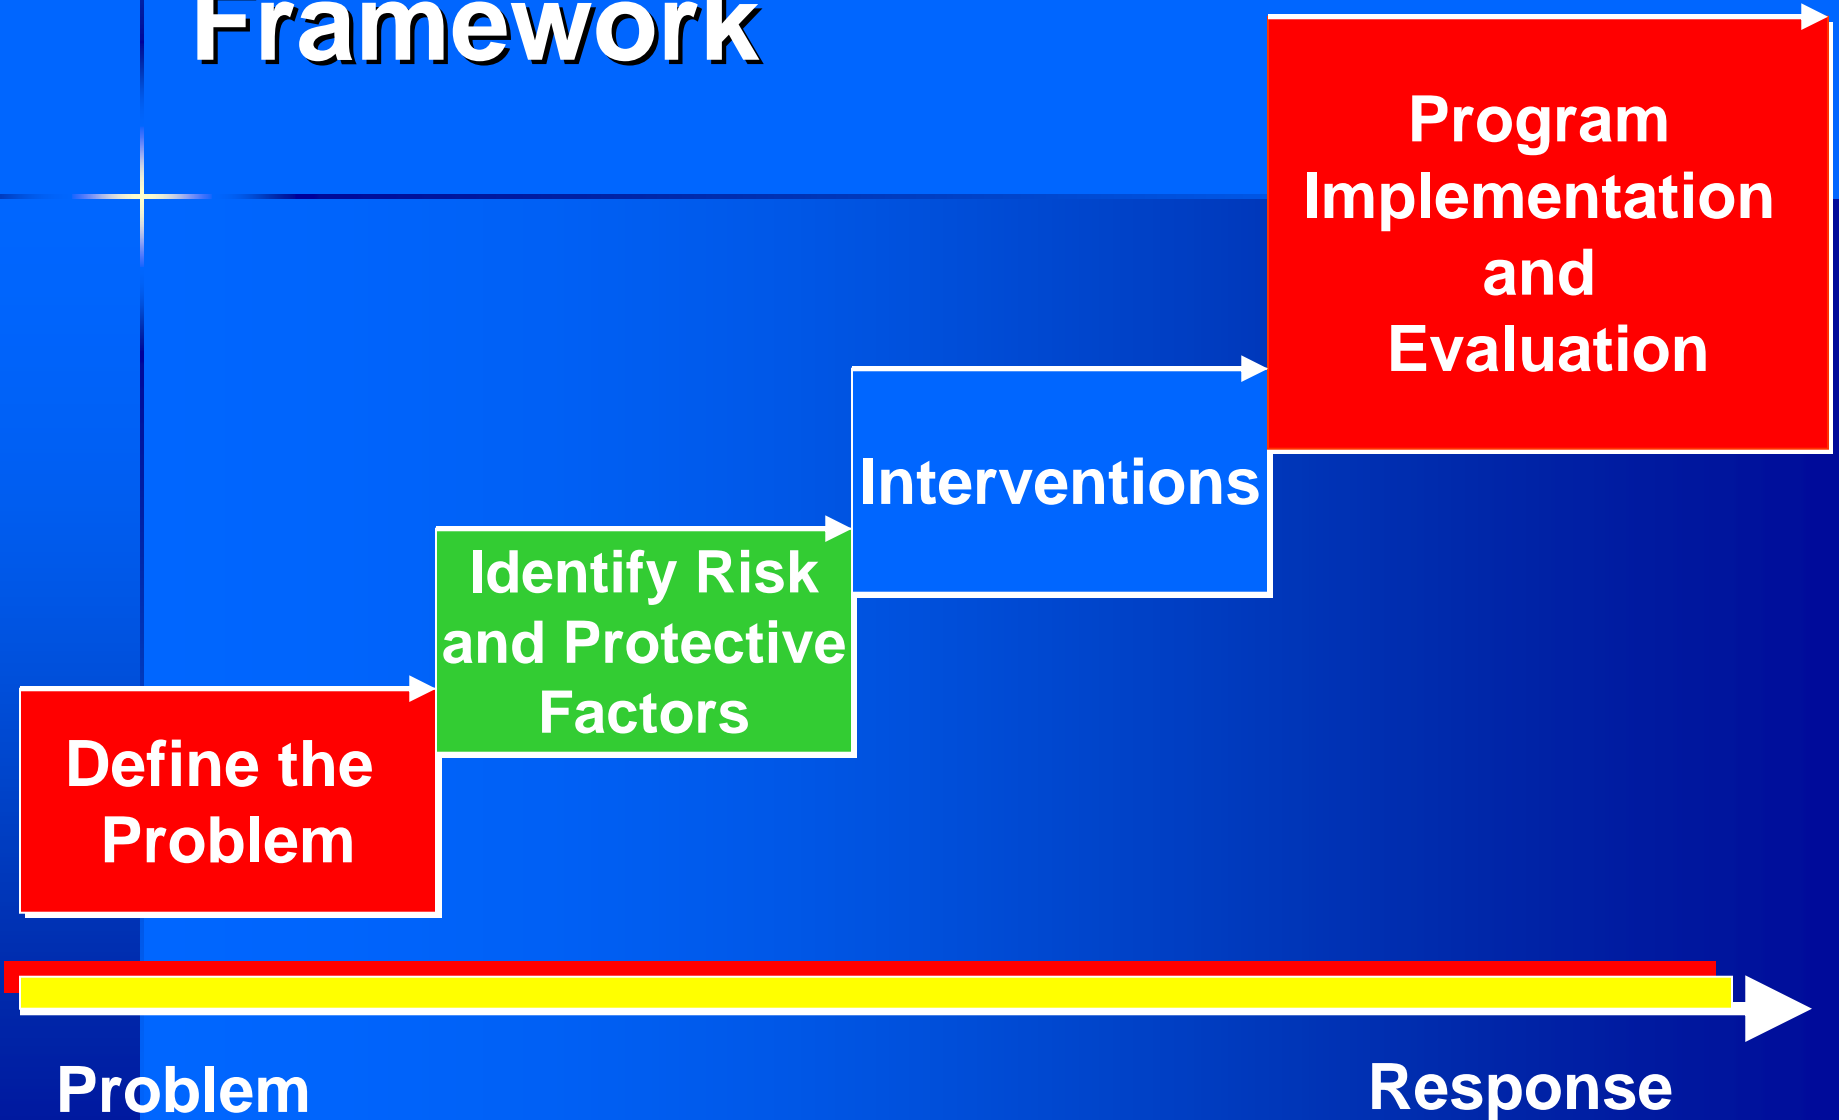 Framework
Program
Implementation
and
Evaluation
Interventions
Identify Risk
and Protective
Factors
Define the
Problem
Problem
Response